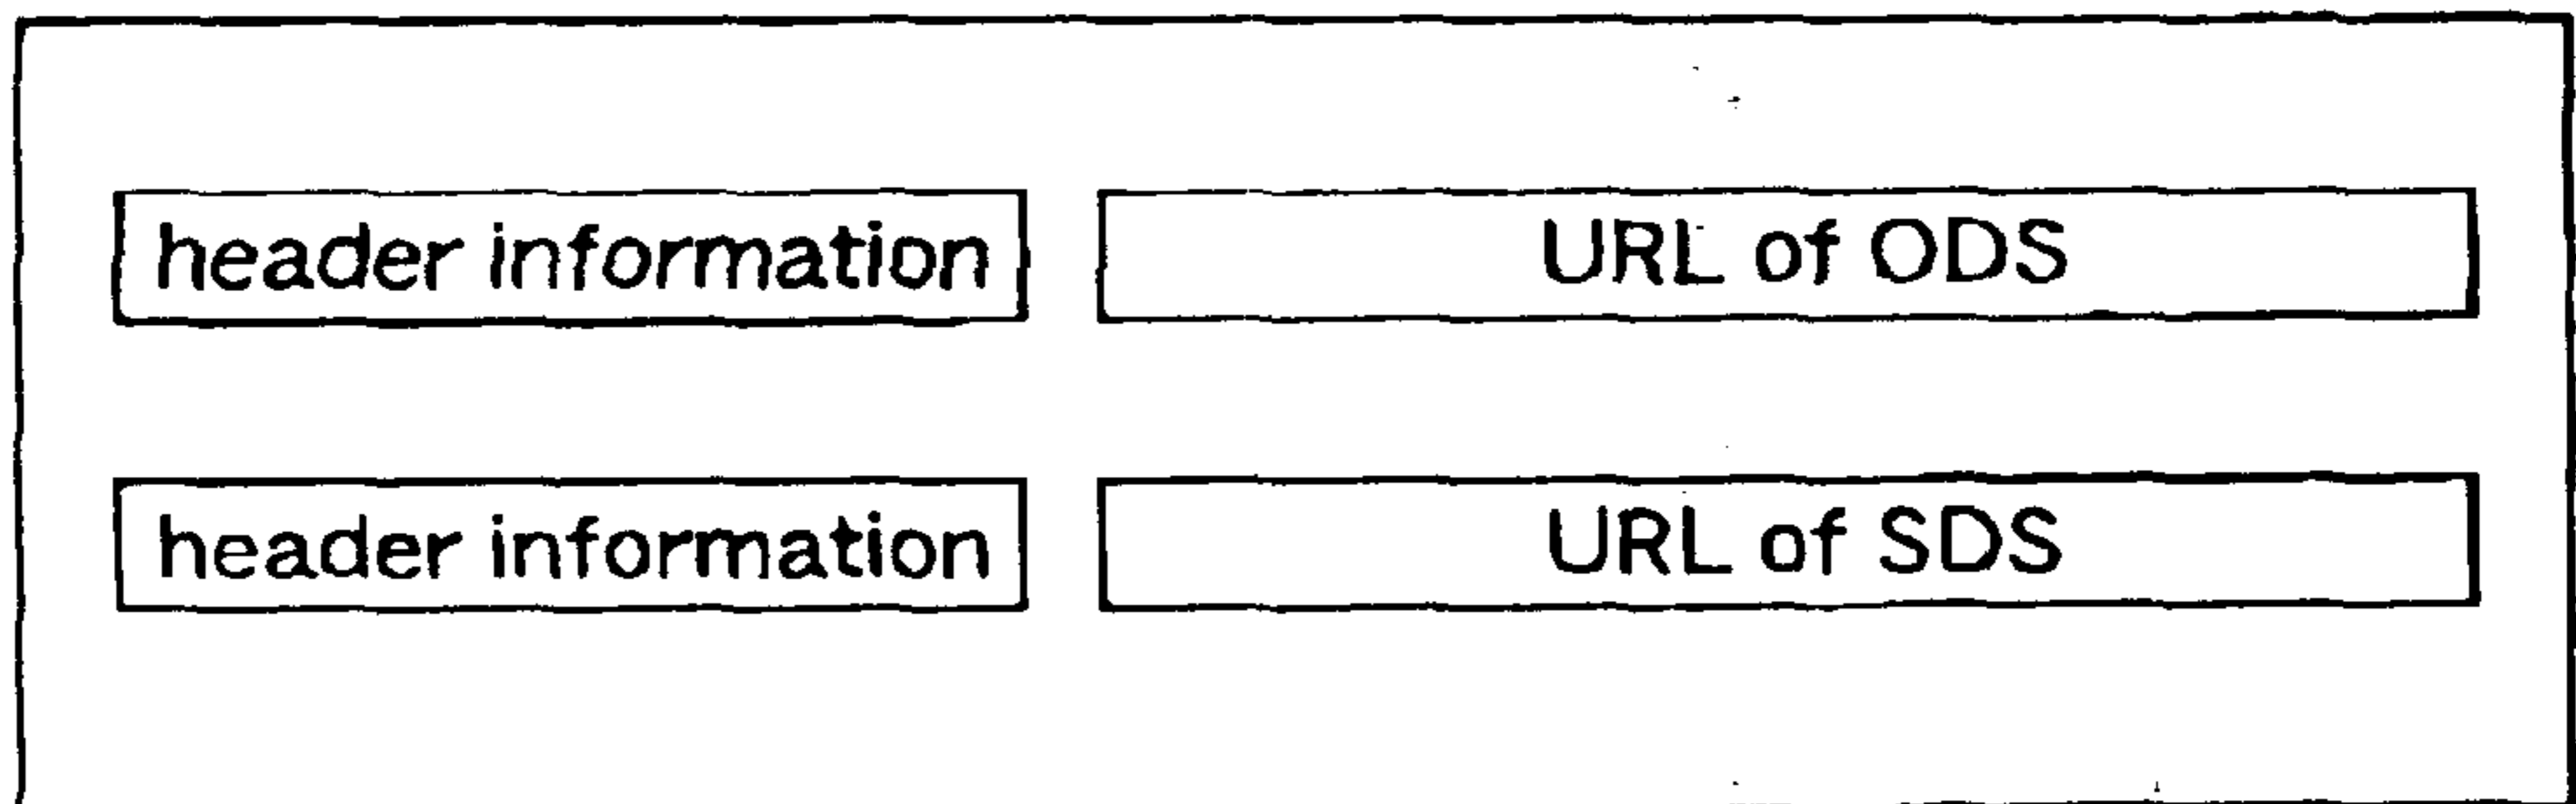 header information URL of ODS
header information URL of SDS